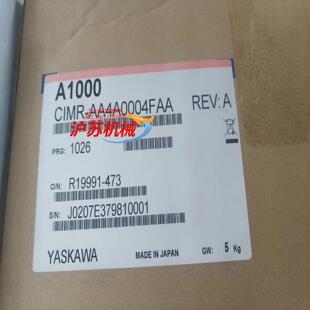 A1000
CIMR-AA4A0004FAA
REV: A
沪苏机械
PRG: 1026
O/N: R19991-473
S/N: J0207E379810001
YASKAWA
MADE IN JAPAN
GW: 5 Kg